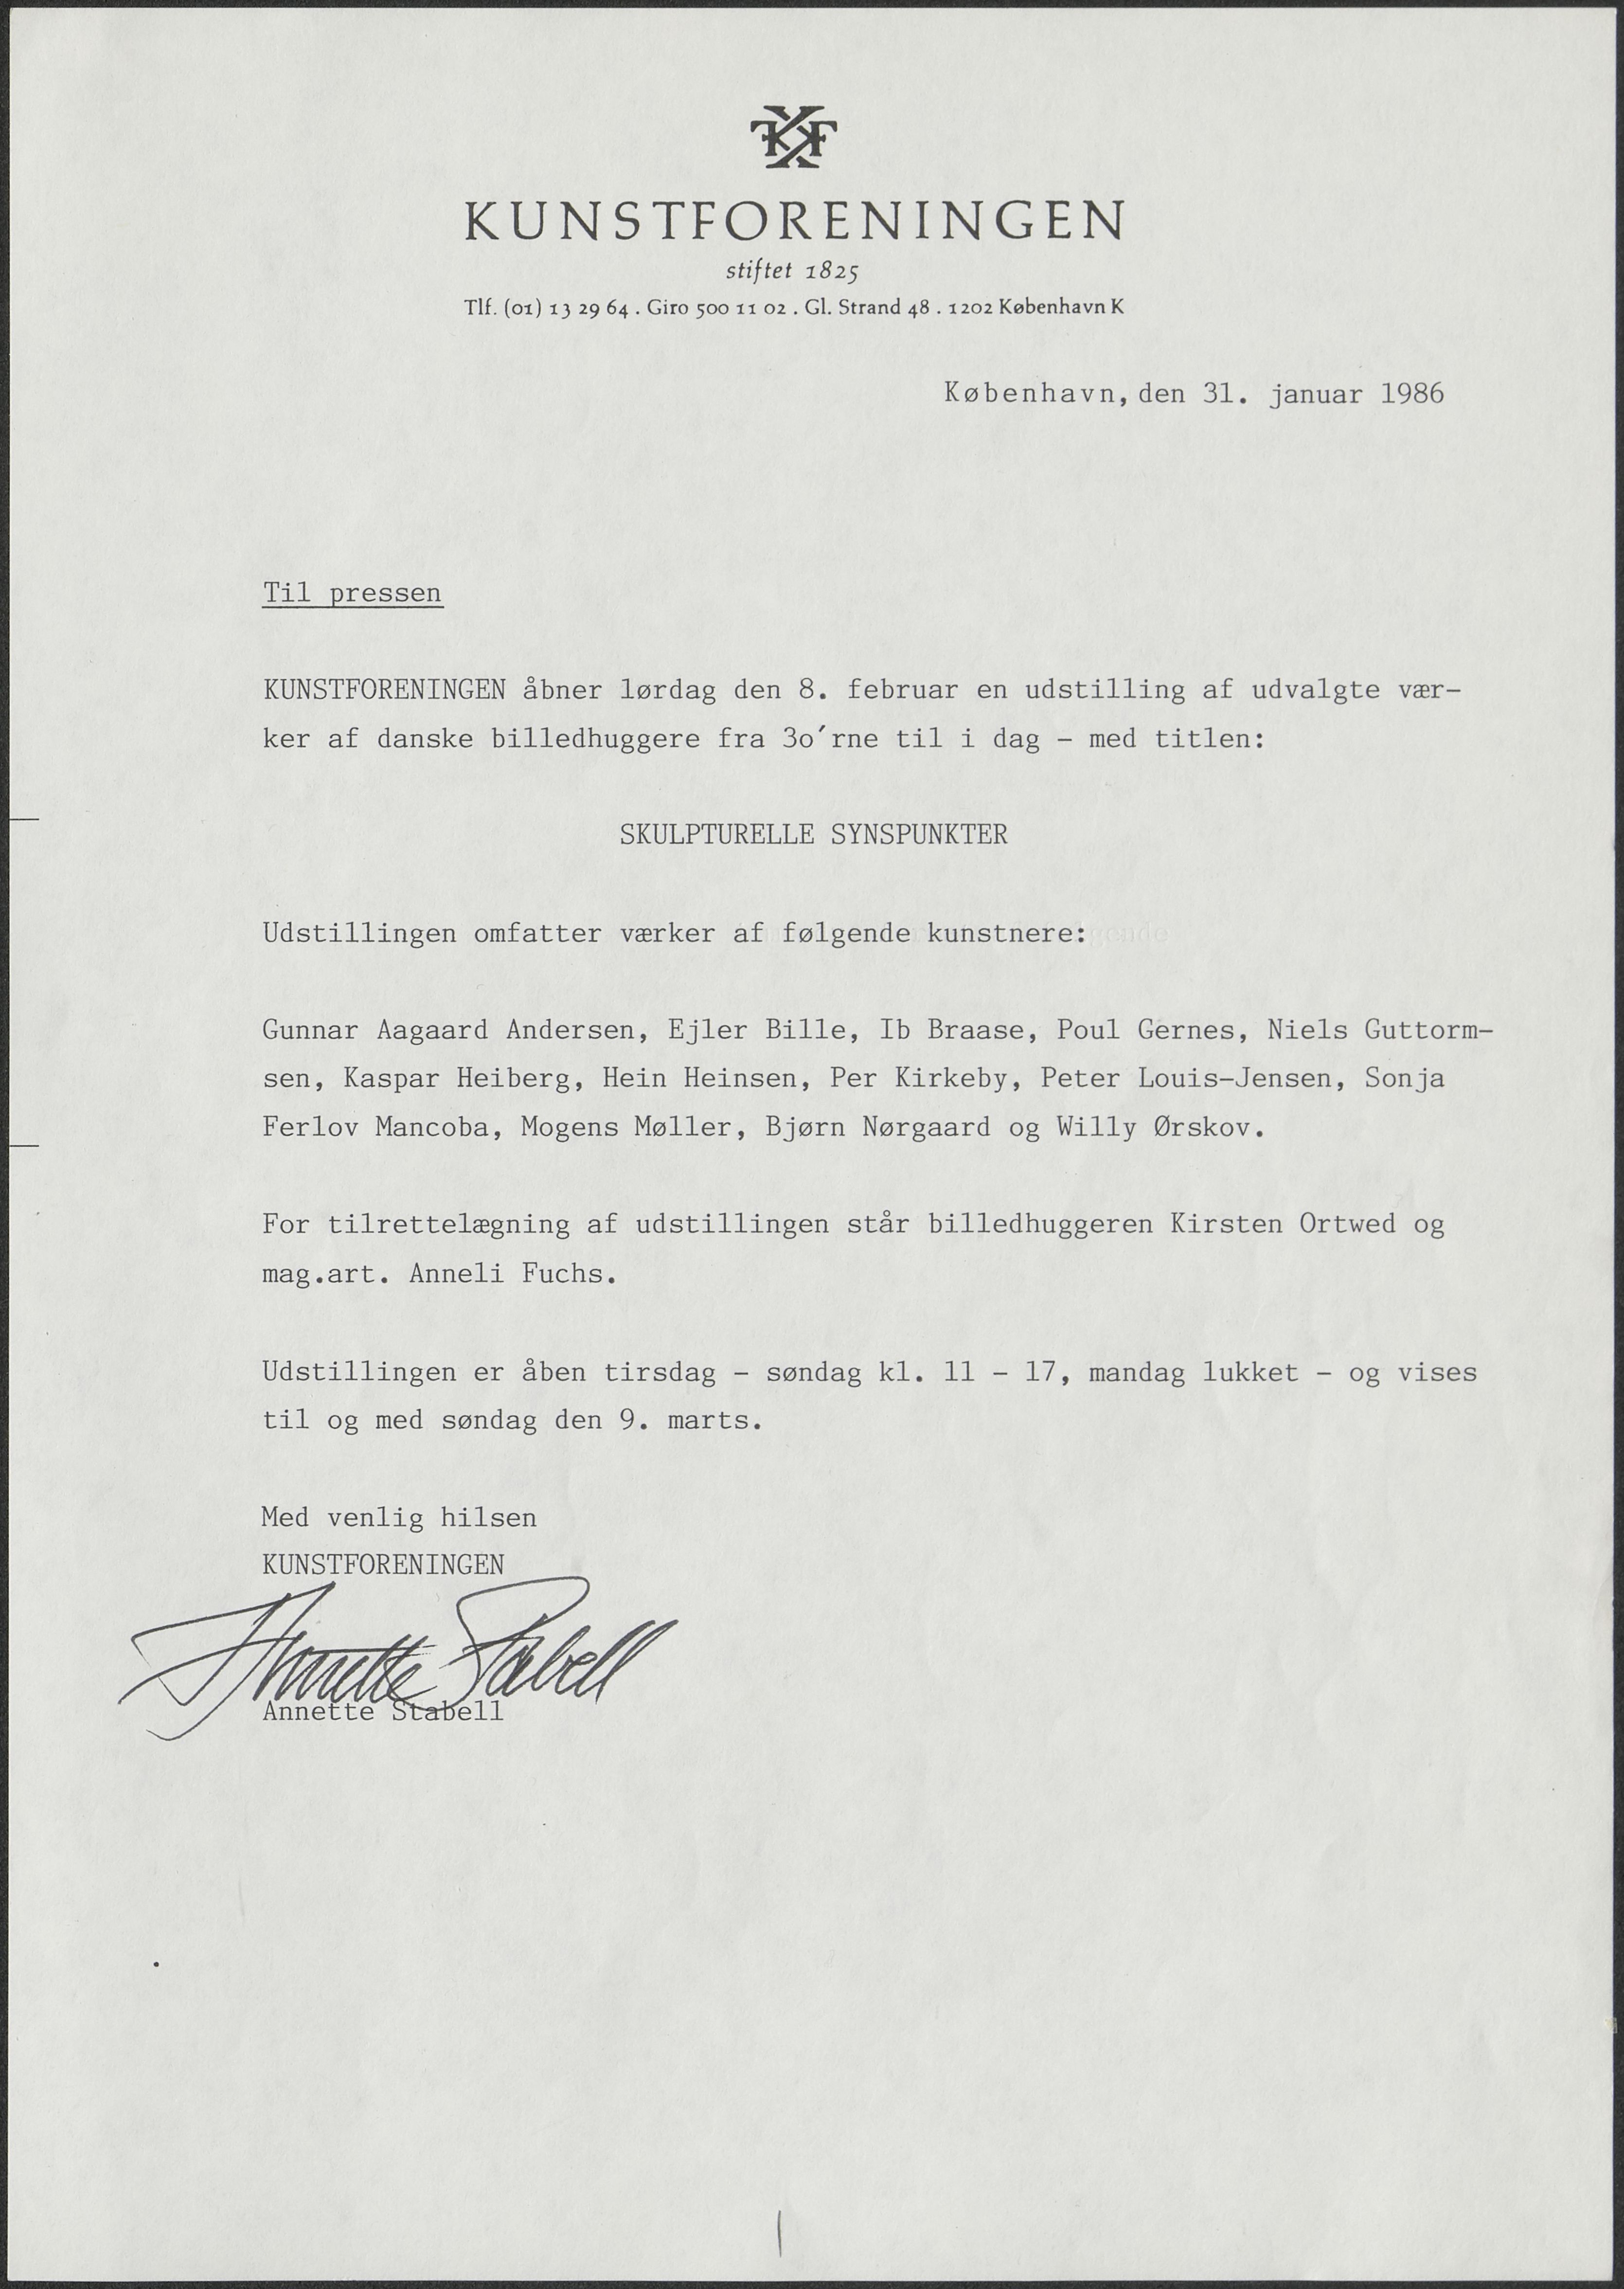 KF
KUNSTFORENINGEN
stiftet 1825
Tlf. (01) 13 29 64 . Giro 500 11 02 . Gl. Strand 48 . 1202 København K
København, den 31. januar 1986
Til pressen
KUNSTFORENINGEN åbner lørdag den 8. februar en udstilling af udvalgte vær-
ker af danske billedhuggere fra 3o´rne til i dag - med titlen:
SKULPTURELLE SYNSPUNKTER
Udstillingen omfatter værker af følgende kunstnere:
Gunnar Aagaard Andersen, Ejler Bille, Ib Braase, Poul Gernes, Niels Guttorm-
sen, Kaspar Heiberg, Hein Heinsen, Per Kirkeby, Peter Louis-Jensen, Sonja
Ferlov Mancoba, Mogens Møller, Bjørn Nørgaard og Willy Ørskov.
For tilrettelægning af udstillingen står billedhuggeren Kirsten Ortwed og
mag.art. Anneli Fuchs.
Udstillingen er åben tirsdag - søndag kl. 11 - 17, mandag lukket - og vises
til og med søndag den 9. marts.
Med venlig hilsen
KUNSTFORENINGEN
Annette Stabell
Annette Stabell